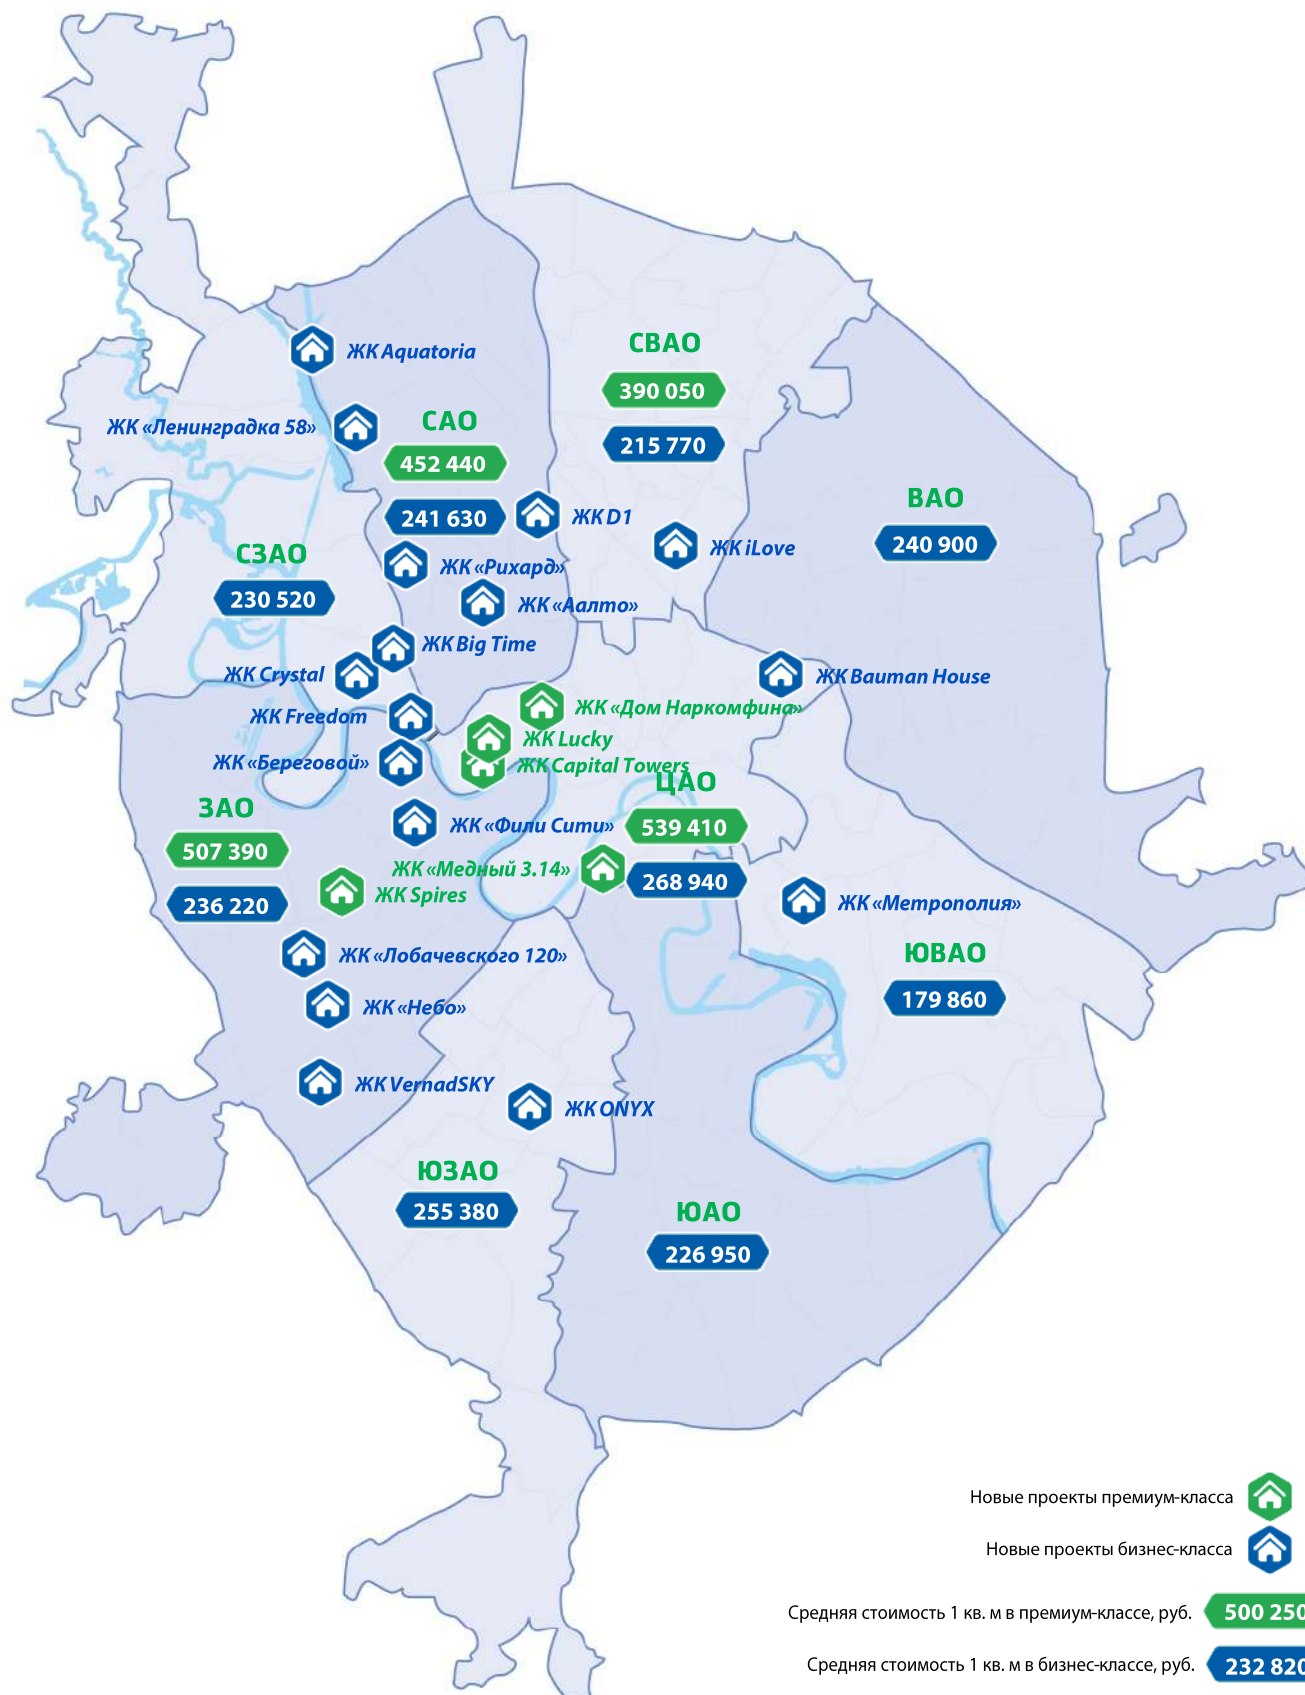 СВАО
390 050
215 770
ЖК Aquatoria
САО
452 440
241 630
ЖК «Ленинградка 58»
ВАО
240 900
ЖК D1
ЖК iLove
СЗАО
230 520
ЖК «Рихард»
ЖК «Аалто»
ЖК Big Time
ЖК Crystal
ЖК Bauman House
ЖК Freedom
ЖК «Дом Наркомфина»
ЖК Lucky
ЖК «Береговой»
ЖК Capital Towers
ЦАО
539 410
268 940
ЗАО
507 390
236 220
ЖК «Фили Сити»
ЖК «Медный 3.14»
ЖК Spires
ЖК «Метрополия»
ЮВАО
179 860
ЖК «Лобачевского 120»
ЖК «Небо»
ЖК VernadSKY
ЖК ONYX
ЮЗАО
255 380
ЮАО
226 950
Новые проекты премиум-класса
Новые проекты бизнес-класса
Средняя стоимость 1 кв. м в премиум-классе, руб. 500 250
Средняя стоимость 1 кв. м в бизнес-классе, руб. 232 820